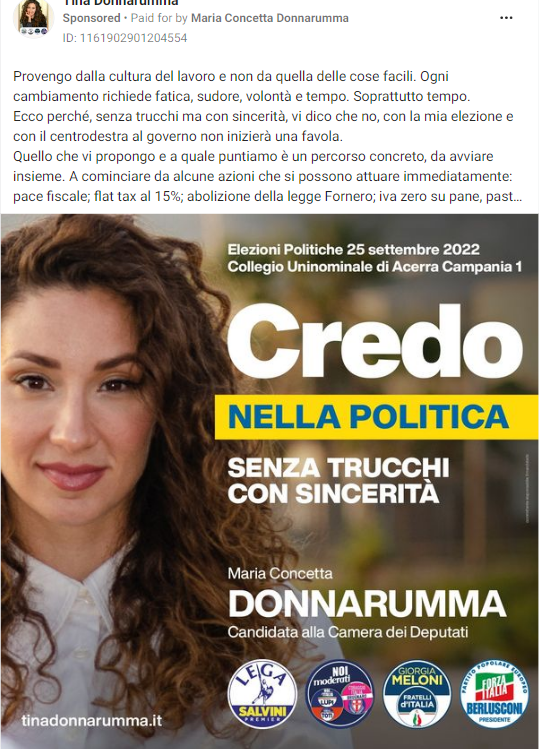 Tina Donnarumma
Sponsored • Paid for by Maria Concetta Donnarumma
ID: 1161902901204554
Provengo dalla cultura del lavoro e non da quella delle cose facili. Ogni
cambiamento richiede fatica, sudore, volontà e tempo. Soprattutto tempo.
Ecco perché, senza trucchi ma con sincerità, vi dico che no, con la mia elezione e
con il centrodestra al governo non inizierà una favola.
Quello che vi propongo e a quale puntiamo è un percorso concreto, da avviare
insieme. A cominciare da alcune azioni che si possono attuare immediatamente:
pace fiscale; flat tax al 15%; abolizione della legge Fornero; iva zero su pane, past...
Elezioni Politiche 25 settembre 2022
Collegio Uninominale di Acerra Campania 1
Credo
NELLA POLITICA
SENZA TRUCCHI
CON SINCERITÀ
Maria Concetta
DONNARUMMA
Candidata alla Camera dei Deputati
LEGA
SALVINI
PREMIER
NOI
moderati
LUPI
TOTI
GIORGIA
MELONI
FRATELLI
d'ITALIA
PARTITO POPOLARE EUROPEO
FORZA
ITALIA
BERLUSCONI
PRESIDENTE
tinadonnarumma.it